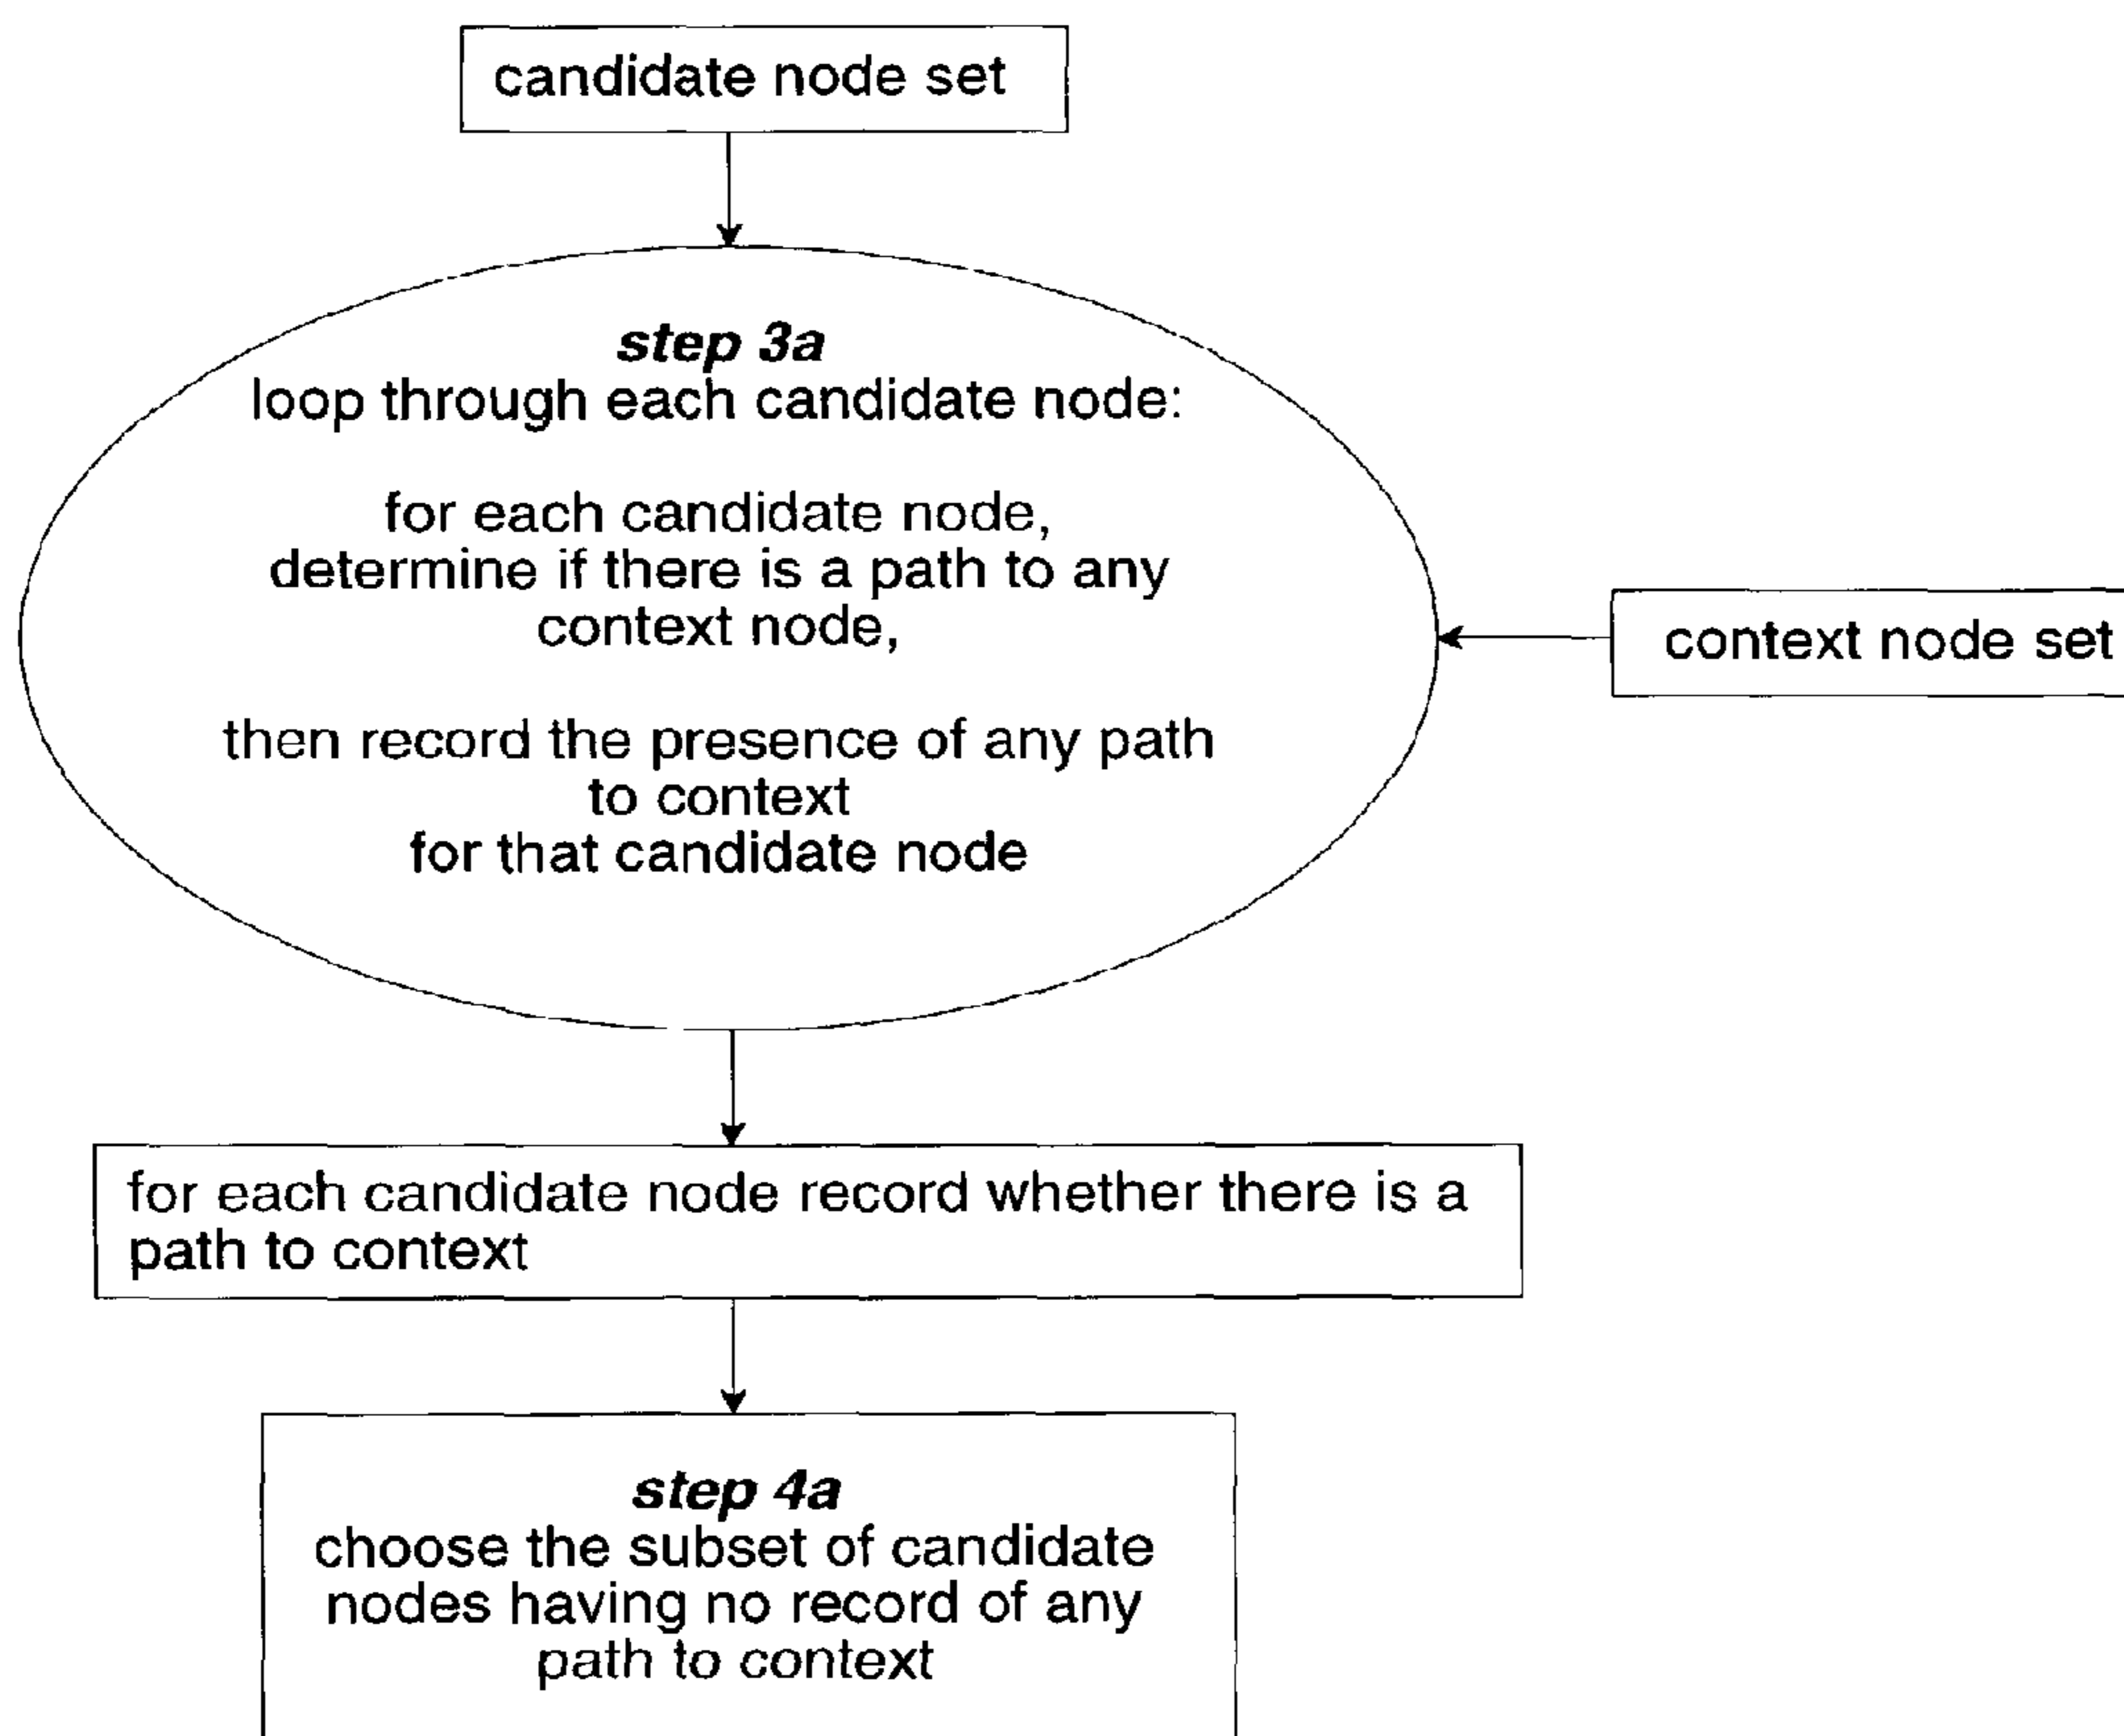 candidate node set
step 3a
loop through each candidate node:
for each candidate node,
determine if there is a path to any
context node,
then record the presence of any path
to context
for that candidate node
context node set
for each candidate node record whether there is a
path to context
step 4a
choose the subset of candidate
nodes having no record of any
path to context